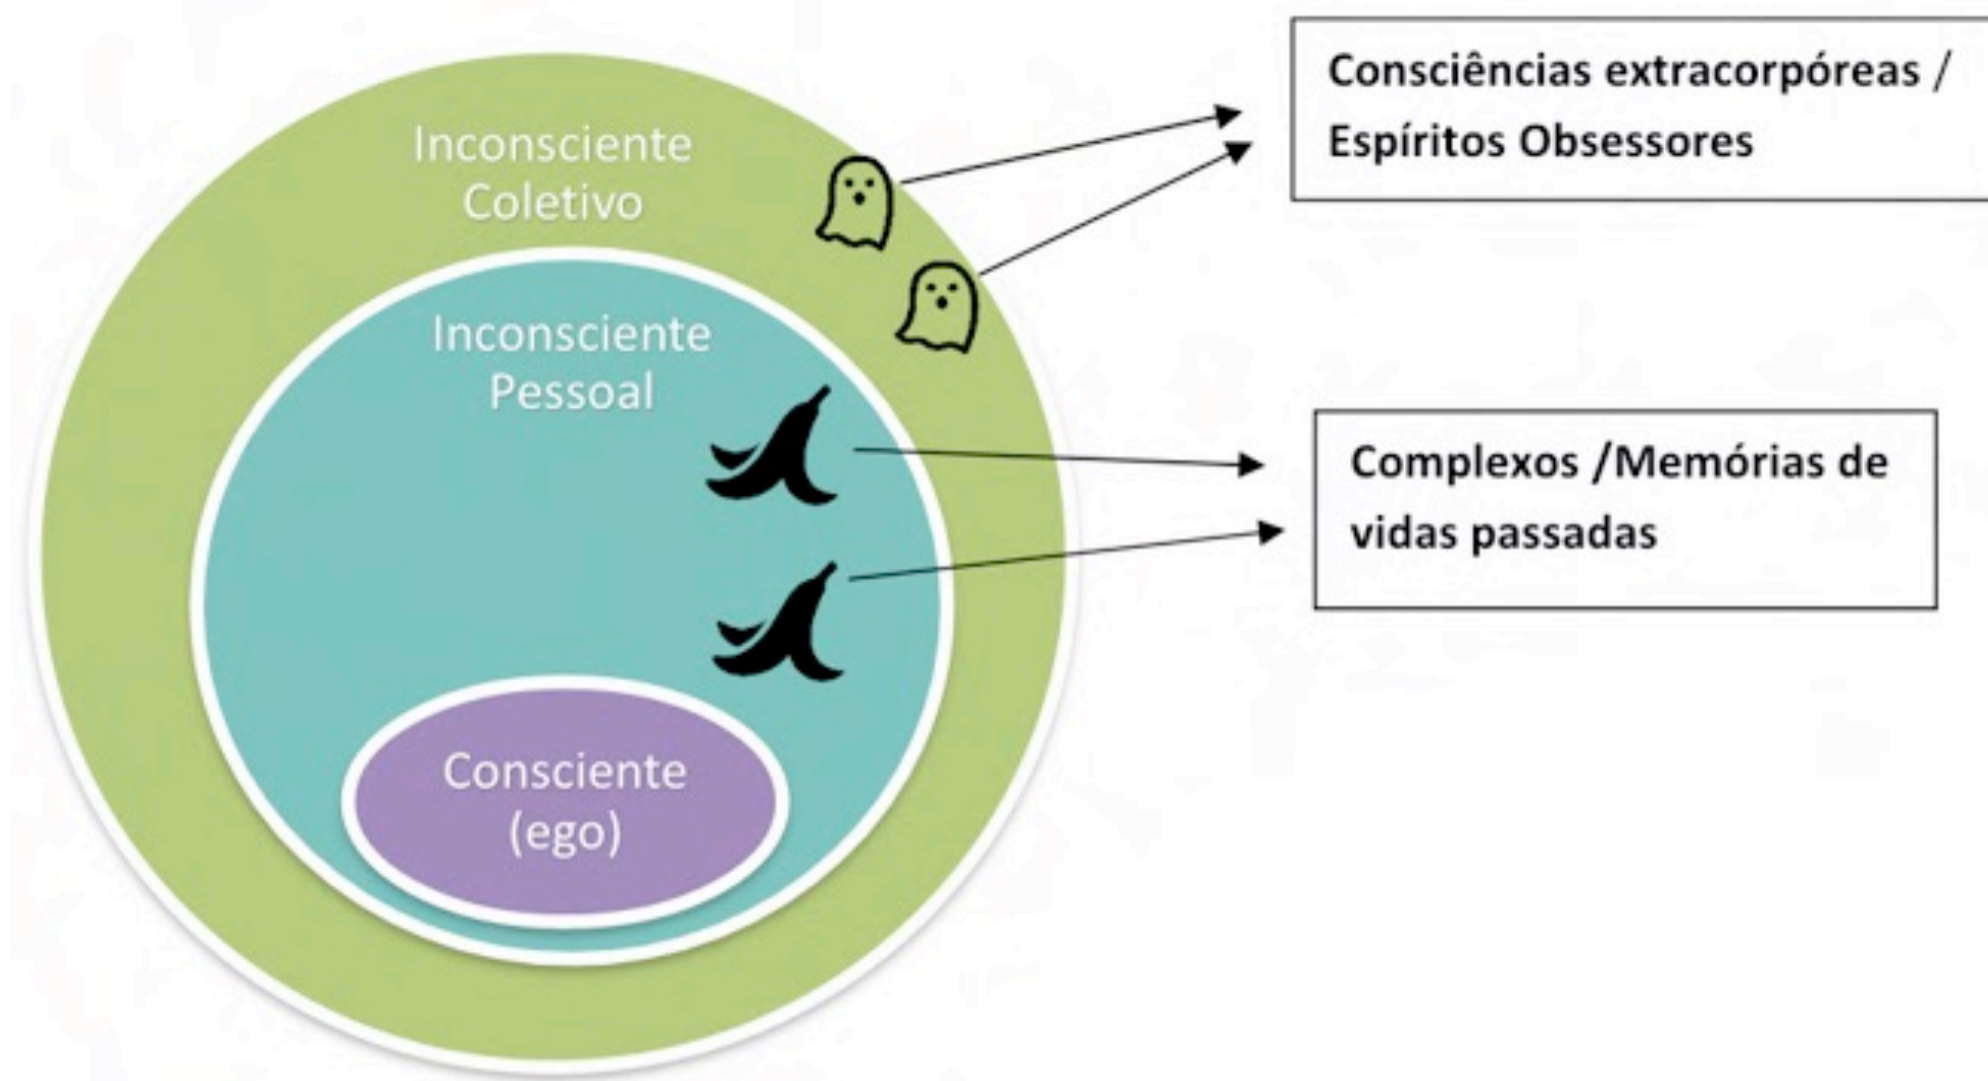 Inconsciente
Coletivo
Inconsciente
Pessoal
Consciente
(ego)
Consciências extracorpóreas /
Espíritos Obsessores
Complexos /Memórias de
vidas passadas